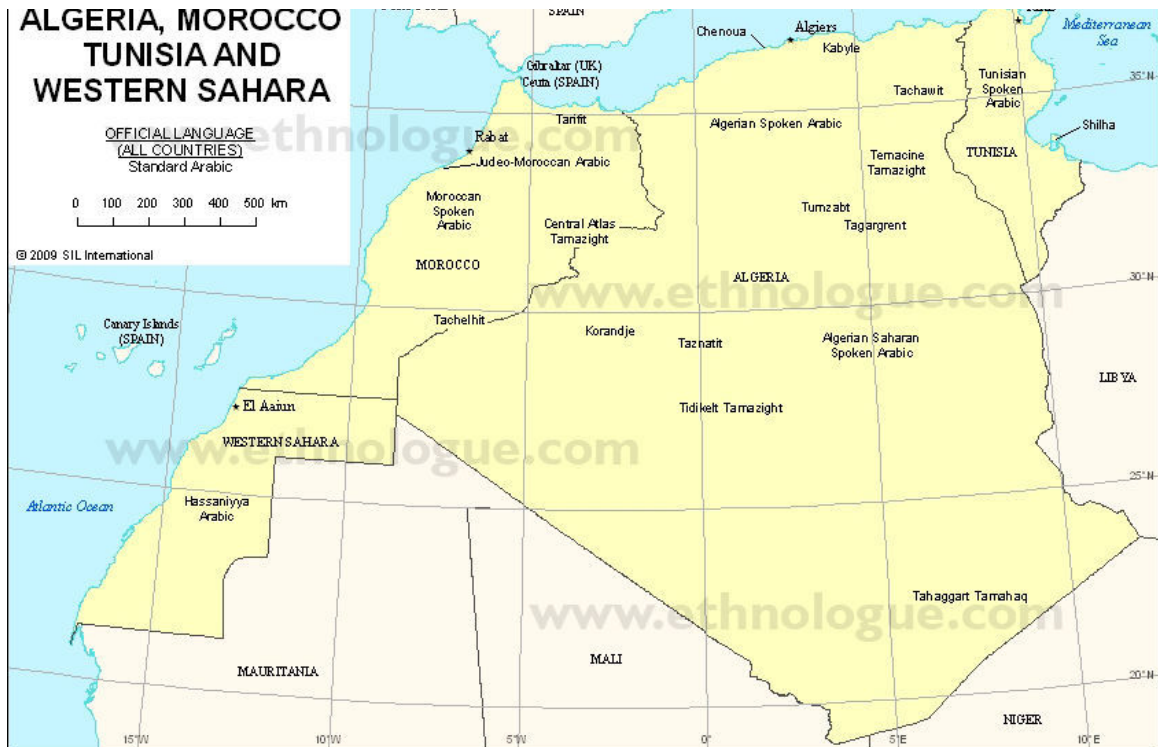 ALGERIA, MOROCCO
TUNISIA AND
WESTERN SAHARA
OFFICIAL LANGUAGE
(ALL COUNTRIES)
Standard Arabic
0 100 200 300 400 500 km
© 2009 SIL International
SPAIN
Gibraltar (UK)
Ceuta (SPAIN)
Chenoua
Algiers
Kabyle
Mediterranean
Sea
35°N
Tunisian
Spoken
Arabic
Tachawit
Shilha
www.ethnologue.com
Tarifit
Algerian Spoken Arabic
Rabat
Judeo-Moroccan Arabic
Temacine
Tamazight
TUNISIA
Moroccan
Spoken
Arabic
Tumzabt
Tagargrent
Central Atlas
Tamazight
MOROCCO
ALGERIA
30°N
www.ethnologue.com
Canary Islands
(SPAIN)
Tachelhit
Korandje
Taznatit
Algerian Saharan
Spoken Arabic
LIBYA
El Aaiun
Tidikelt Tamazight
WESTERN SAHARA
www.ethnologue.com
25°N
Atlantic Ocean
Hassaniyya
Arabic
Tahaggart Tamahaq
www.ethnologue.com
MAURITANIA
MALI
20°N
NIGER
15°W
10°W
5°W
0°
5°E
10°E